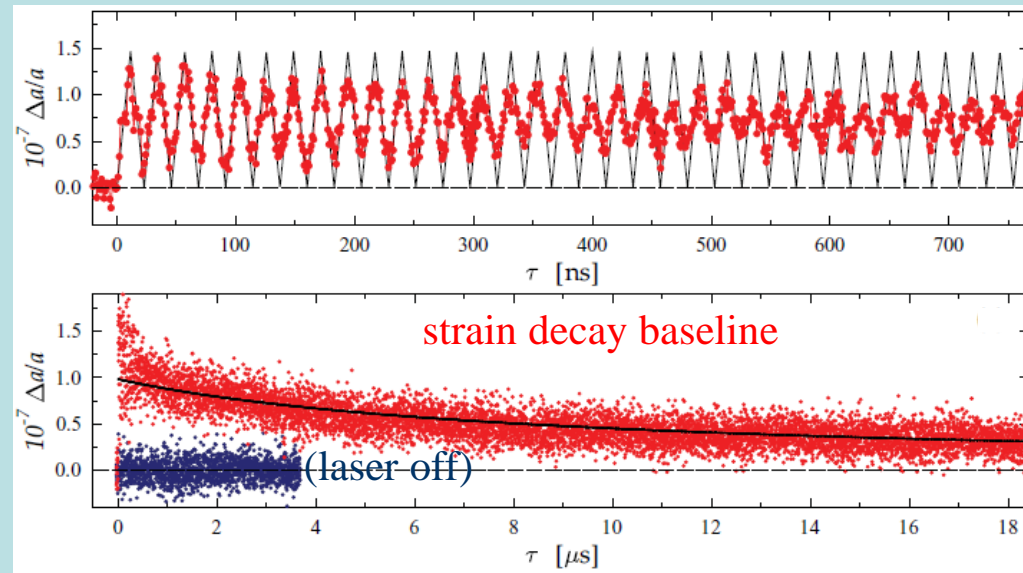 1.5
1.0
0.5
0.0
10⁻⁷ Δa/a
0 100 200 300 400 500 600 700
τ [ns]
strain decay baseline
1.5
1.0
0.5
0.0
10⁻⁷ Δa/a
(laser off)
0 2 4 6 8 10 12 14 16 18
τ [μs]